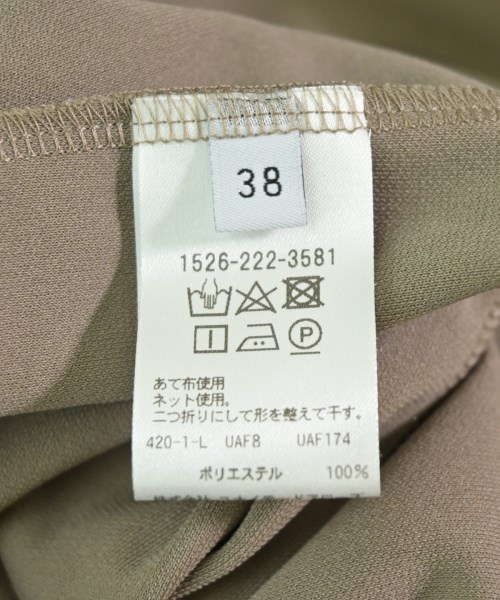 38
1526-222-3581
P
あて布使用
ネット使用。
二つ折りにして形を整えて干す。
420-1-L UAF8 UAF174
ポリエステル 100%